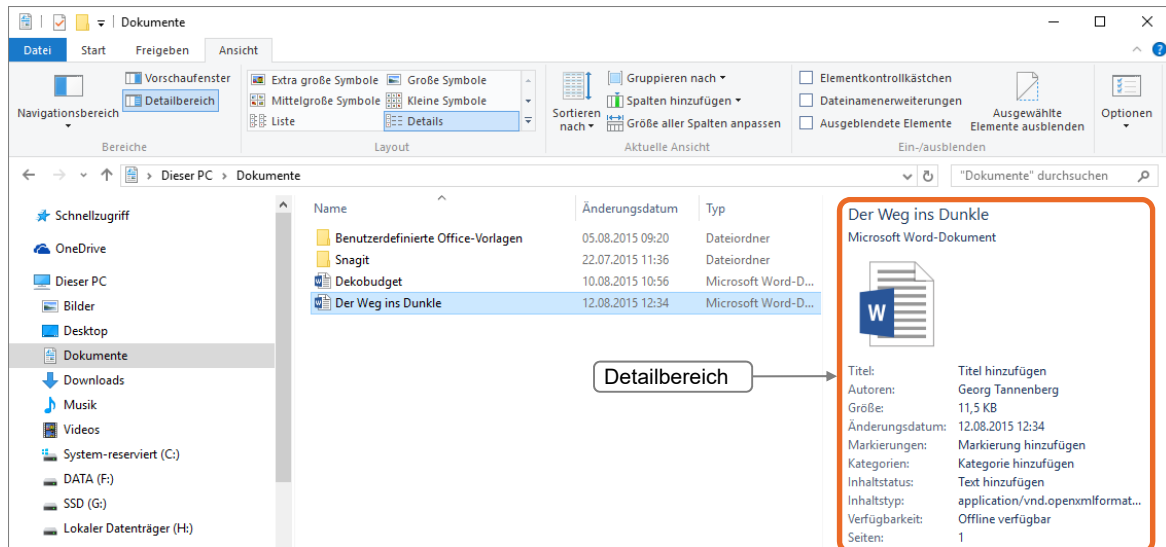 Dokumente
Datei Start Freigeben Ansicht
Navigationsbereich
Vorschaufenster
Detailbereich
Bereiche
Extra große Symbole Große Symbole
Mittelgroße Symbole Kleine Symbole
Liste Details
Layout
Sortieren nach
Gruppieren nach
Spalten hinzufügen
Größe aller Spalten anpassen
Aktuelle Ansicht
Elementkontrollkästchen
Dateinamenerweiterungen
Ausgeblendete Elemente
Ausgewählte
Elemente ausblenden
Ein-/ausblenden
Optionen
Dieser PC › Dokumente
"Dokumente" durchsuchen
Schnellzugriff
OneDrive
Dieser PC
Bilder
Desktop
Dokumente
Downloads
Musik
Videos
System-reserviert (C:)
DATA (F:)
SSD (G:)
Lokaler Datenträger (H:)
Name Änderungsdatum Typ
Benutzerdefinierte Office-Vorlagen 05.08.2015 09:20 Dateiordner
Snagit 22.07.2015 11:36 Dateiordner
Dekobudget 10.08.2015 10:56 Microsoft Word-D...
Der Weg ins Dunkle 12.08.2015 12:34 Microsoft Word-D...
Detailbereich
Der Weg ins Dunkle
Microsoft Word-Dokument
W
Titel: Titel hinzufügen
Autoren: Georg Tannenberg
Größe: 11,5 KB
Änderungsdatum: 12.08.2015 12:34
Markierungen: Markierung hinzufügen
Kategorien: Kategorie hinzufügen
Inhaltstatus: Text hinzufügen
Inhaltstyp: application/vnd.openxmlformat...
Verfügbarkeit: Offline verfügbar
Seiten: 1